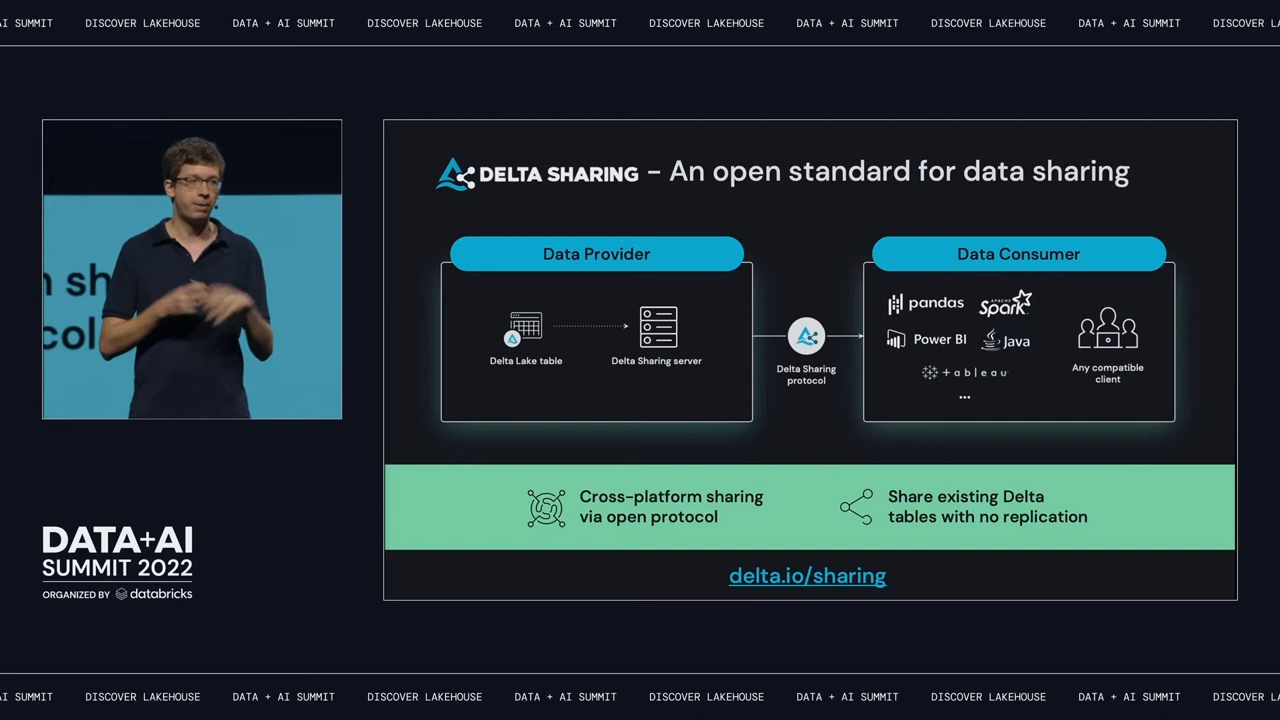 AI SUMMIT DISCOVER LAKEHOUSE DATA + AI SUMMIT DISCOVER LAKEHOUSE DATA + AI SUMMIT DISCOVER LAKEHOUSE DATA + AI SUMMIT DISCOVER LAKEHOUSE DATA + AI SUMMIT DISCOVER
DELTA SHARING - An open standard for data sharing
Data Provider
Data Consumer
Delta Lake table
Delta Sharing server
Delta Sharing
protocol
pandas
APACHE
Spark
Power BI
Java
+ableau
...
Any compatible
client
n sh
col
Cross-platform sharing
via open protocol
Share existing Delta
tables with no replication
delta.io/sharing
DATA+AI
SUMMIT 2022
ORGANIZED BY databricks
AI SUMMIT DISCOVER LAKEHOUSE DATA + AI SUMMIT DISCOVER LAKEHOUSE DATA + AI SUMMIT DISCOVER LAKEHOUSE DATA + AI SUMMIT DISCOVER LAKEHOUSE DATA + AI SUMMIT DISCOVER